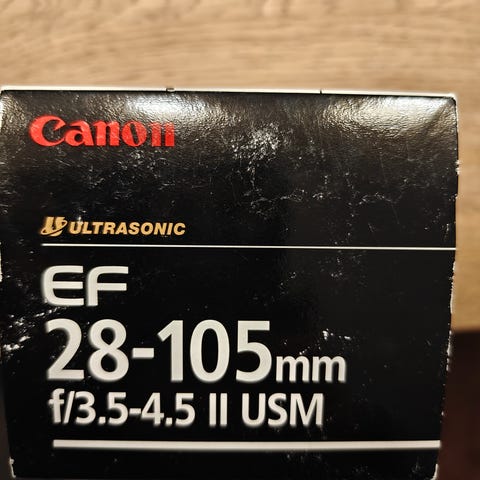 Canon
ULTRASONIC
EF
28-105mm
f/3.5-4.5 II USM